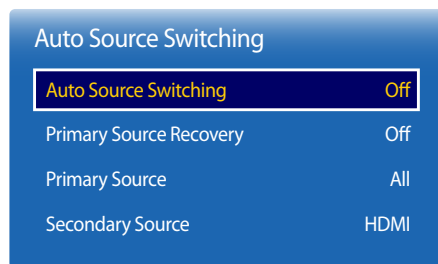 Auto Source Switching
Auto Source Switching Off
Primary Source Recovery Off
Primary Source All
Secondary Source HDMI